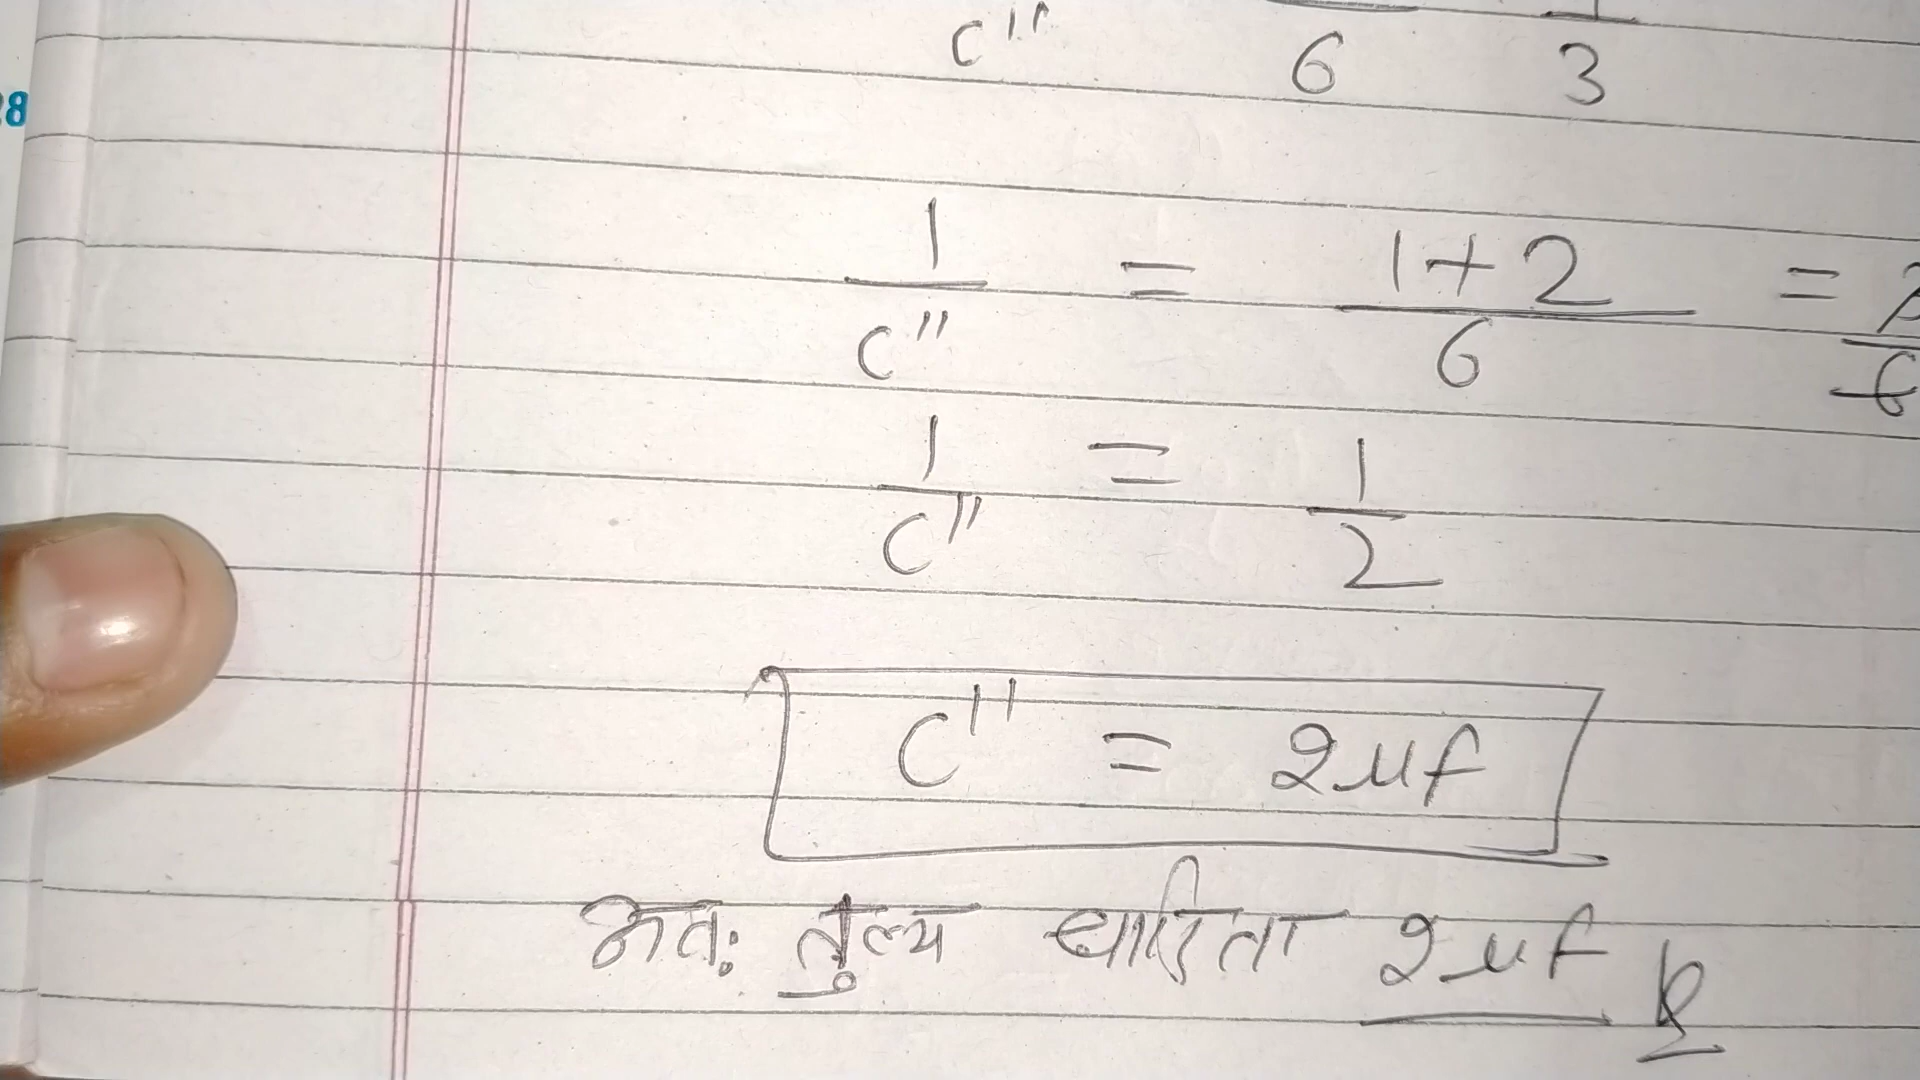 C'' 6 3
1/C'' = 1+2/6 =
1/C'' = 1/2
C'' = 2μf
अतः तुल्य धारिता 2μf